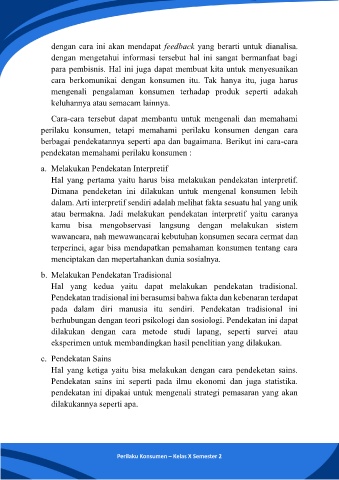 dengan cara ini akan mendapat feedback yang berarti untuk dianalisa.
dengan mengetahui informasi tersebut hal ini sangat bermanfaat bagi
para pembisnis. Hal ini juga dapat membuat kita untuk menyesuaikan
cara berkomunikai dengan konsumen itu. Tak hanya itu, juga harus
mengenali pengalaman konsumen terhadap produk seperti adakah
keluhannya atau semacam lainnya.
Cara-cara tersebut dapat membantu untuk mengenali dan memahami
perilaku konsumen, tetapi memahami perilaku konsumen dengan cara
berbagai pendekatannya seperti apa dan bagaimana. Berikut ini cara-cara
pendekatan memahami perilaku konsumen :
a. Melakukan Pendekatan Interpretif
Hal yang pertama yaitu harus bisa melakukan pendekatan interpretif.
Dimana pendeketan ini dilakukan untuk mengenal konsumen lebih
dalam. Arti interpretif sendiri adalah melihat fakta sesuatu hal yang unik
atau bermakna. Jadi melakukan pendekatan interpretif yaitu caranya
kamu bisa mengobservasi langsung dengan melakukan sistem
wawancara, nah mewawancarai kebutuhan konsumen secara cermat dan
terperinci, agar bisa mendapatkan pemahaman konsumen tentang cara
menciptakan dan mepertahankan dunia sosialnya.
b. Melakukan Pendekatan Tradisional
Hal yang kedua yaitu dapat melakukan pendekatan tradisional.
Pendekatan tradisional ini berasumsi bahwa fakta dan kebenaran terdapat
pada dalam diri manusia itu sendiri. Pendekatan tradisional ini
berhubungan dengan teori psikologi dan sosiologi. Pendekatan ini dapat
dilakukan dengan cara metode studi lapang, seperti survei atau
eksperimen untuk membandingkan hasil penelitian yang dilakukan.
c. Pendekatan Sains
Hal yang ketiga yaitu bisa melakukan dengan cara pendeketan sains.
Pendekatan sains ini seperti pada ilmu ekonomi dan juga statistika.
pendekatan ini dipakai untuk mengenali strategi pemasaran yang akan
dilakukannya seperti apa.
Perilaku Konsumen – Kelas X Semester 2